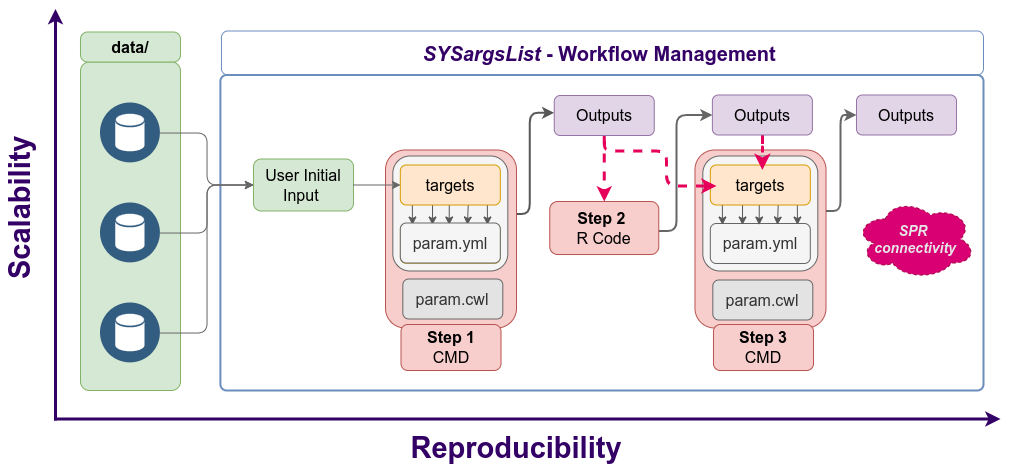 Scalability
data/
SYSargsList - Workflow Management
User Initial
Input
targets
param.yml
param.cwl
Step 1
CMD
Outputs
Step 2
R Code
Outputs
targets
param.yml
param.cwl
Step 3
CMD
Outputs
SPR
connectivity
Reproducibility